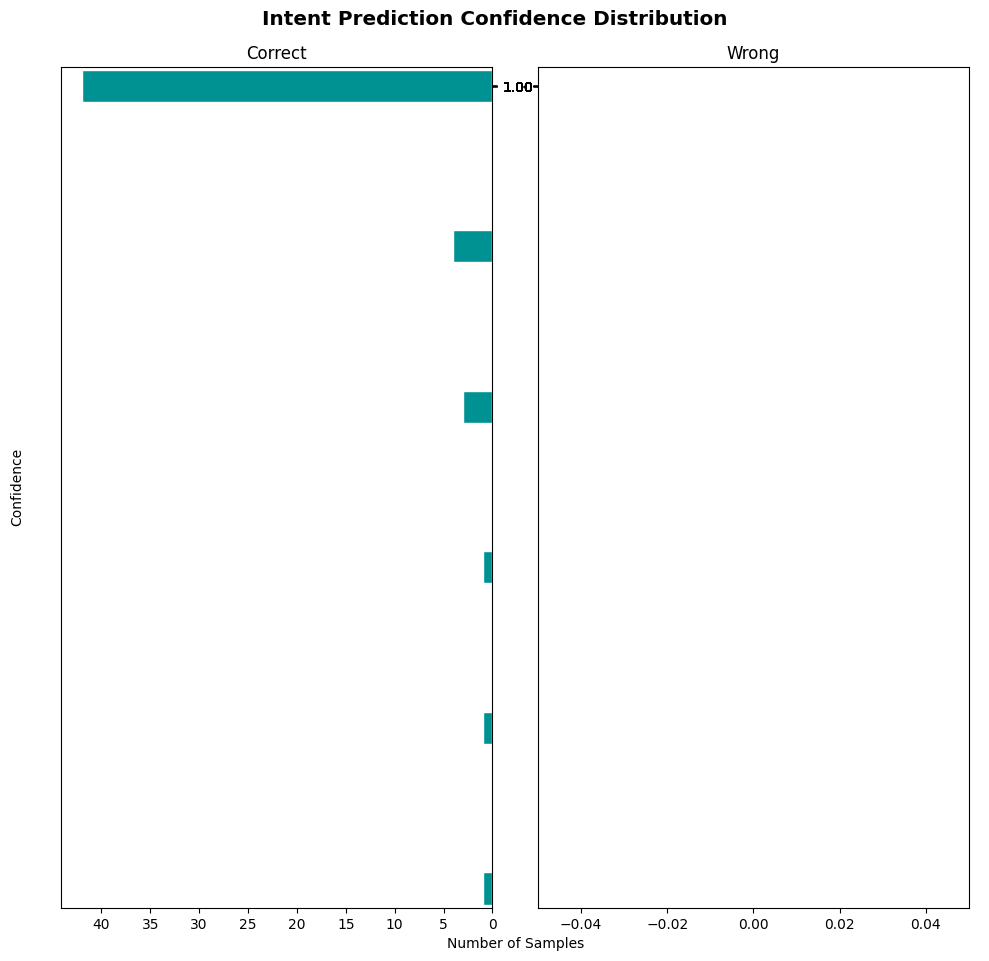 Intent Prediction Confidence Distribution
Correct
Wrong
1.00
Confidence
40 35 30 25 20 15 10 5 0
−0.04 −0.02 0.00 0.02 0.04
Number of Samples